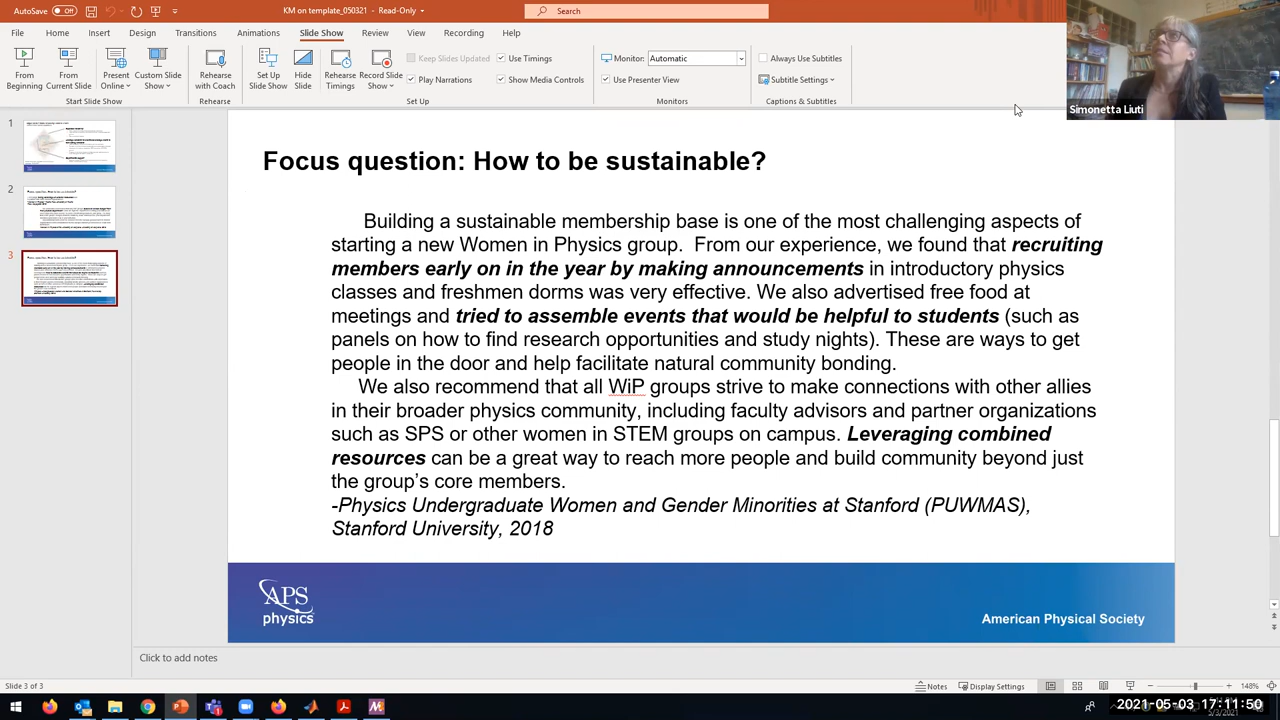 AutoSave Off
KM on template_050321 - Read-Only
Search
File Home Insert Design Transitions Animations Slide Show Review View Recording Help
From Beginning
From Current Slide
Present Online
Custom Slide Show
Start Slide Show
Rehearse with Coach
Rehearse
Set Up Slide Show
Hide Slide
Rehearse Timings
Record Slide Show
Keep Slides Updated
Play Narrations
Use Timings
Show Media Controls
Set Up
Monitor: Automatic
Use Presenter View
Monitors
Always Use Subtitles
Subtitle Settings
Captions & Subtitles
Simonetta Liuti
1
2
3
Focus question: How to be sustainable?
Building a sustainable membership base is one of the most challenging aspects of
starting a new Women in Physics group. From our experience, we found that recruiting
members early on in the year by making announcements in introductory physics
classes and freshmen dorms was very effective. We also advertised free food at
meetings and tried to assemble events that would be helpful to students (such as
panels on how to find research opportunities and study nights). These are ways to get
people in the door and help facilitate natural community bonding.
We also recommend that all WiP groups strive to make connections with other allies
in their broader physics community, including faculty advisors and partner organizations
such as SPS or other women in STEM groups on campus. Leveraging combined
resources can be a great way to reach more people and build community beyond just
the group's core members.
-Physics Undergraduate Women and Gender Minorities at Stanford (PUWMAS),
Stanford University, 2018
APS
physics
American Physical Society
Click to add notes
Slide 3 of 3
Notes
Display Settings
148%
2021-05-03 17:11:50
5/3/2021